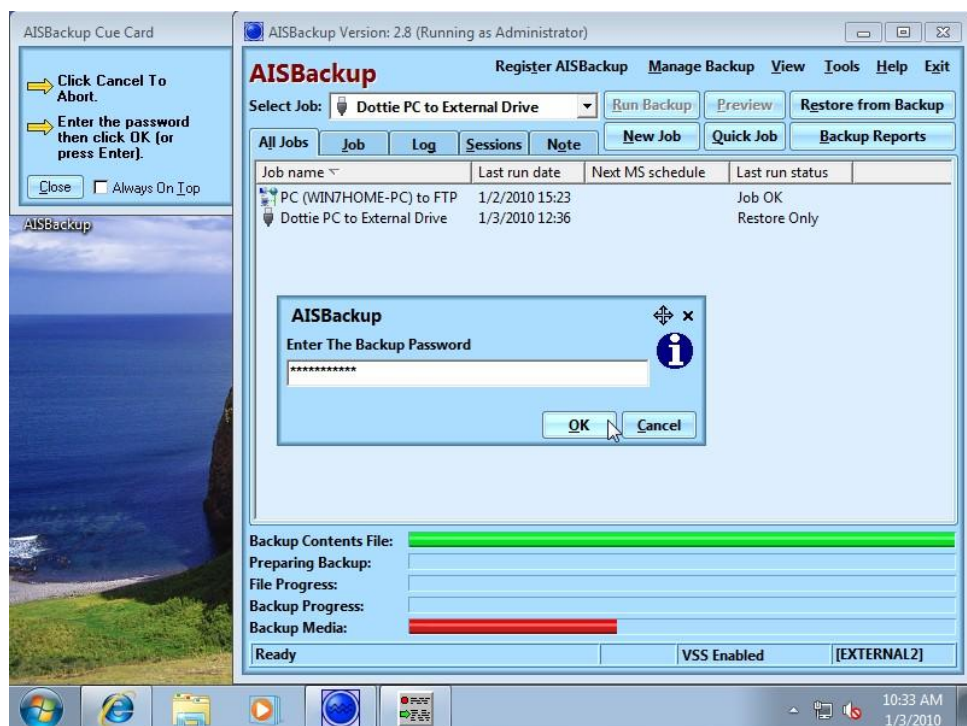 AISBackup Cue Card
Click Cancel To
Abort.
Enter the password
then click OK (or
press Enter).
Close
Always On Top
AISBackup
AISBackup Version: 2.8 (Running as Administrator)
AISBackup
Register AISBackup Manage Backup View Tools Help Exit
Select Job: Dottie PC to External Drive Run Backup Preview Restore from Backup
All Jobs Job Log Sessions Note New Job Quick Job Backup Reports
Job name Last run date Next MS schedule Last run status
PC (WIN7HOME-PC) to FTP 1/2/2010 15:23 Job OK
Dottie PC to External Drive 1/3/2010 12:36 Restore Only
AISBackup
Enter The Backup Password
***********
OK Cancel
Backup Contents File:
Preparing Backup:
File Progress:
Backup Progress:
Backup Media:
Ready VSS Enabled [EXTERNAL2]
10:33 AM
1/3/2010